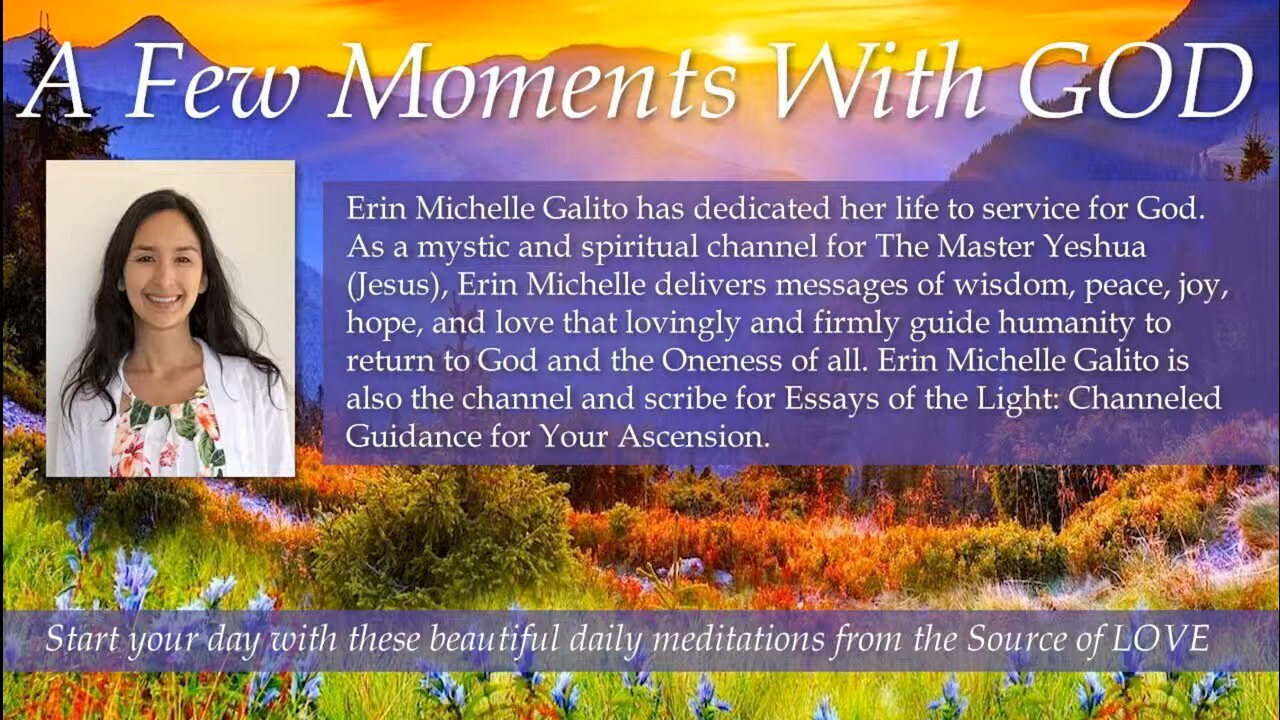 A Few Moments With GOD
Erin Michelle Galito has dedicated her life to service for God.
As a mystic and spiritual channel for The Master Yeshua
(Jesus), Erin Michelle delivers messages of wisdom, peace, joy,
hope, and love that lovingly and firmly guide humanity to
return to God and the Oneness of all. Erin Michelle Galito is
also the channel and scribe for Essays of the Light: Channeled
Guidance for Your Ascension.
Start your day with these beautiful daily meditations from the Source of LOVE